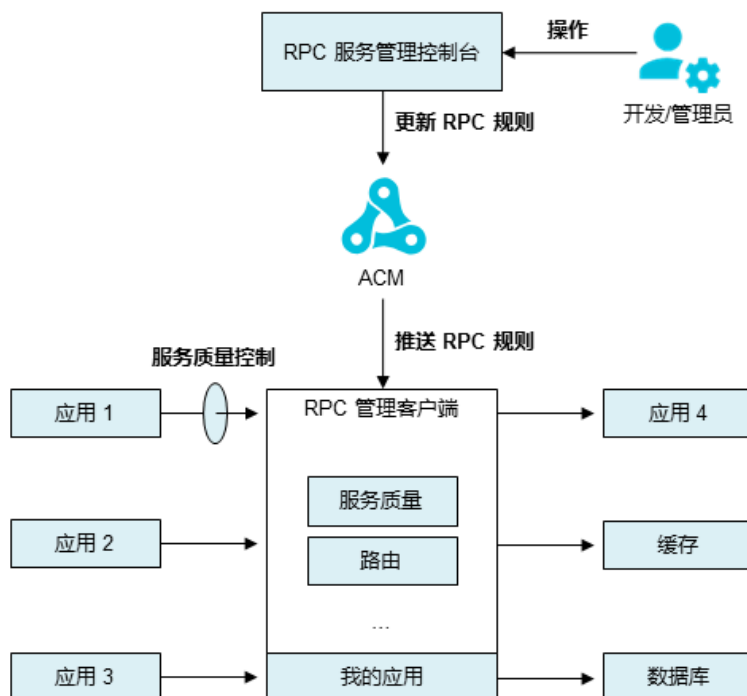 RPC 服务管理控制台
操作
开发/管理员
更新 RPC 规则
ACM
推送 RPC 规则
服务质量控制
应用 1
RPC 管理客户端
应用 4
服务质量
应用 2
路由
缓存
...
应用 3
我的应用
数据库